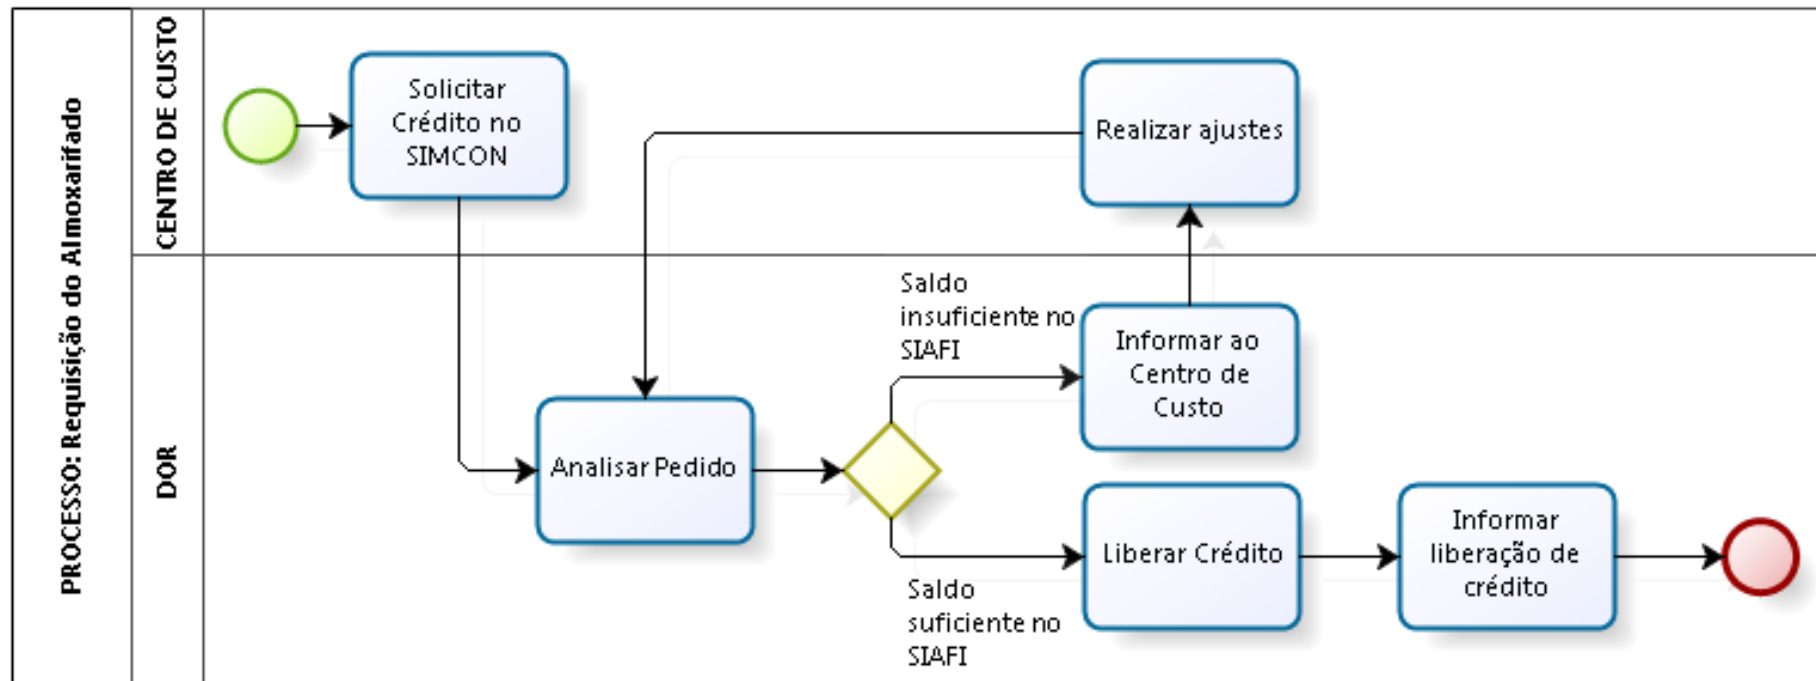 PROCESSO: Requisição do Almoxarifado
CENTRO DE CUSTO
Solicitar
Crédito no
SIMCON
Realizar ajustes
DOR
Analisar Pedido
Saldo
insuficiente no
SIAFI
Informar ao
Centro de
Custo
Saldo
suficiente no
SIAFI
Liberar Crédito
Informar
liberação de
crédito